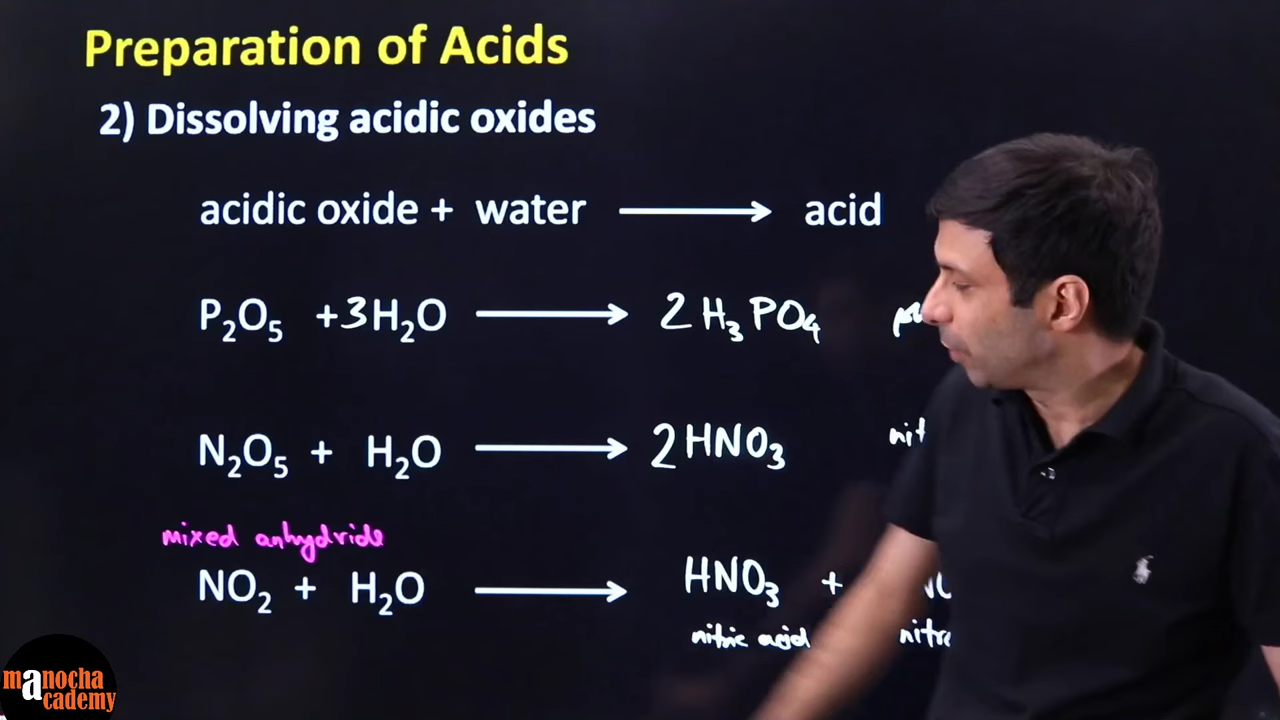 Preparation of Acids
2) Dissolving acidic oxides
acidic oxide + water ⟶ acid
P₂O₅ +3H₂O ⟶ 2H₃PO₄
N₂O₅ + H₂O ⟶ 2HNO₃
mixed anhydride
NO₂ + H₂O ⟶ HNO₃ +
nitric acid
manocha
academy